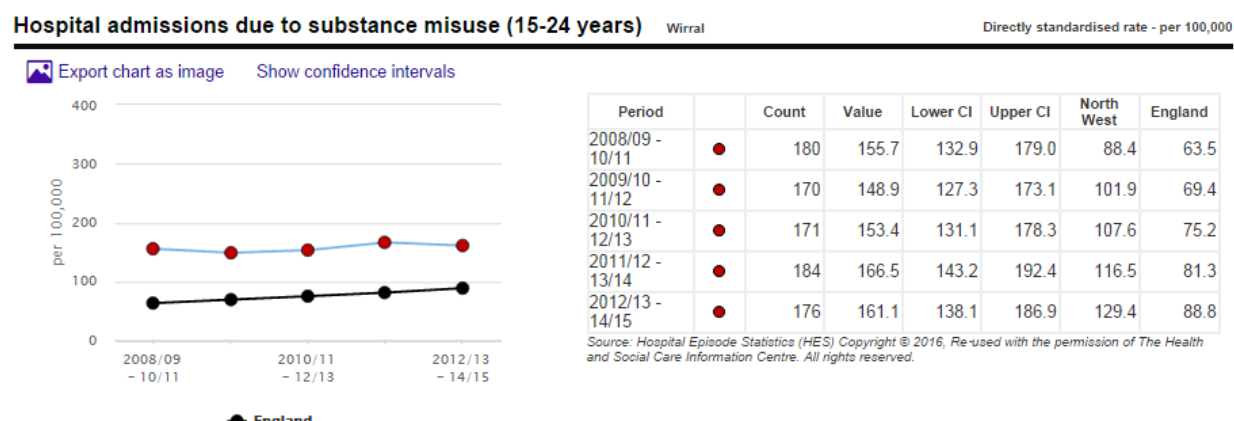 Hospital admissions due to substance misuse (15-24 years) Wirral Directly standardised rate - per 100,000
Export chart as image Show confidence intervals
400
300
200
100
0
per 100,000
2008/09 – 10/11
2010/11 – 12/13
2012/13 – 14/15
England
Period Count Value Lower CI Upper CI North West England
2008/09 - 10/11 180 155.7 132.9 179.0 88.4 63.5
2009/10 - 11/12 170 148.9 127.3 173.1 101.9 69.4
2010/11 - 12/13 171 153.4 131.1 178.3 107.6 75.2
2011/12 - 13/14 184 166.5 143.2 192.4 116.5 81.3
2012/13 - 14/15 176 161.1 138.1 186.9 129.4 88.8
Source: Hospital Episode Statistics (HES) Copyright © 2016, Re-used with the permission of The Health
and Social Care Information Centre. All rights reserved.